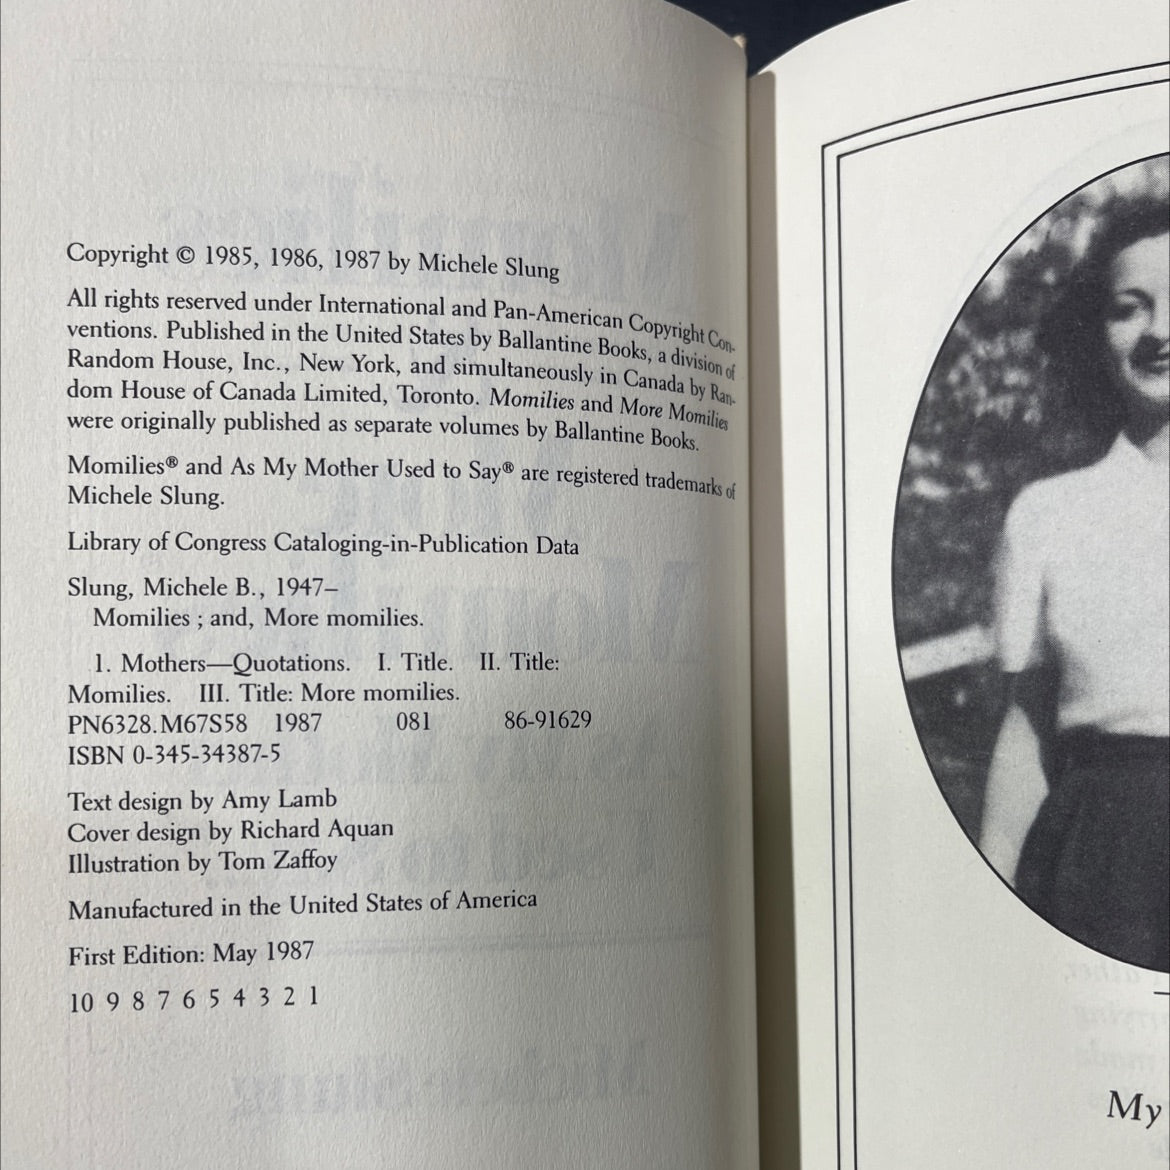 Copyright © 1985, 1986, 1987 by Michele Slung
All rights reserved under International and Pan-American Copyright Con-
ventions. Published in the United States by Ballantine Books, a division of
Random House, Inc., New York, and simultaneously in Canada by Ran-
dom House of Canada Limited, Toronto. Momilies and More Momilies
were originally published as separate volumes by Ballantine Books.
Momilies® and As My Mother Used to Say® are registered trademarks of
Michele Slung.
Library of Congress Cataloging-in-Publication Data
Slung, Michele B., 1947–
Momilies ; and, More momilies.
1. Mothers—Quotations. I. Title. II. Title:
Momilies. III. Title: More momilies.
PN6328.M67S58 1987 081 86-91629
ISBN 0-345-34387-5
Text design by Amy Lamb
Cover design by Richard Aquan
Illustration by Tom Zaffoy
Manufactured in the United States of America
First Edition: May 1987
10 9 8 7 6 5 4 3 2 1
My